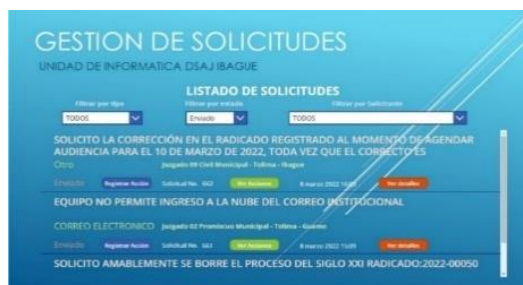 GESTION DE SOLICITUDES
UNIDAD DE INFORMATICA DSAJ IBAGUE
LISTADO DE SOLICITUDES
Filtrar por tipo Filtrar por estado Filtrar por Solicitante
TODOS Enviado TODOS
SOLICITO LA CORRECCIÓN EN EL RADICADO REGISTRADO AL MOMENTO DE AGENDAR
AUDIENCIA PARA EL 10 DE MARZO DE 2022, TODA VEZ QUE EL CORRECTO ES
Otro Juzgado 09 Civil Municipal - Tolima - Ibague
Enviado Registrar Acción Solicitud No. 662 Ver Acciones 8 marzo 2022 Ver detalles
EQUIPO NO PERMITE INGRESO A LA NUBE DEL CORREO INSTITUCIONAL
CORREO ELECTRONICO Juzgado 02 Promiscuo Municipal - Tolima - Guamo
Enviado Registrar Acción Solicitud No. 661 Ver Acciones 8 marzo 2022 15:09 Ver detalles
SOLICITO AMABLEMENTE SE BORRE EL PROCESO DEL SIGLO XXI RADICADO:2022-00050